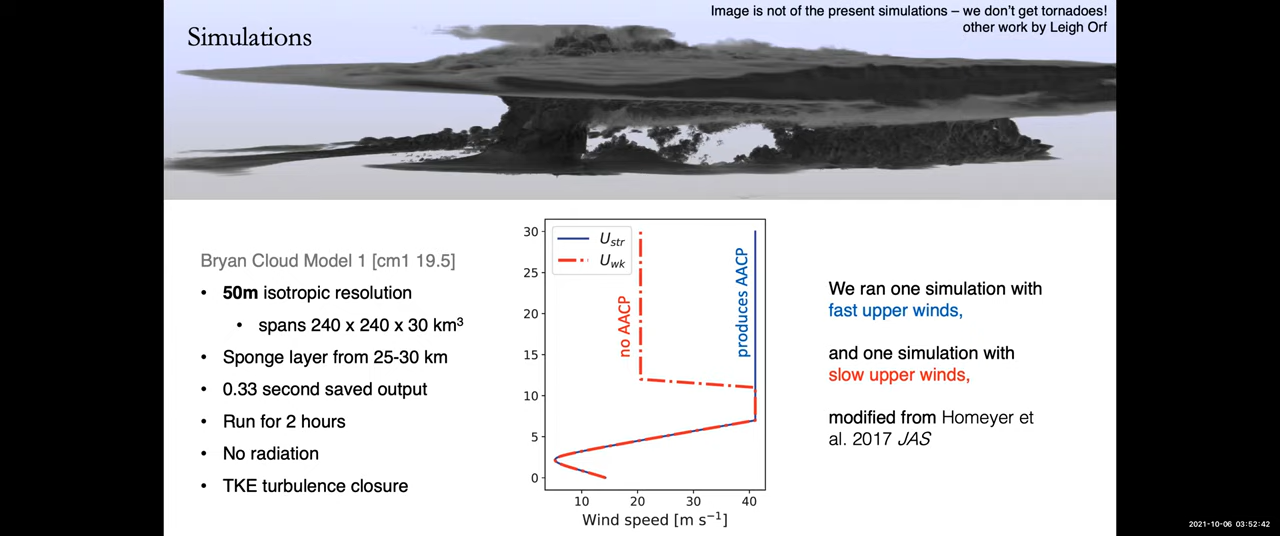 Simulations
Image is not of the present simulations – we don't get tornados!
other work by Leigh Orf
Bryan Cloud Model 1 [cm1 19.5]
• 50m isotropic resolution
• spans 240 x 240 x 30 km³
• Sponge layer from 25-30 km
• 0.33 second saved output
• Run for 2 hours
• No radiation
• TKE turbulence closure
30
25
20
15
10
5
0
U_str
U_wk
no AACP
produces AACP
10 20 30 40
Wind speed [m s⁻¹]
We ran one simulation with
fast upper winds,
and one simulation with
slow upper winds,
modified from Homeyer et
al. 2017 JAS
2021-10-06 03:52:42